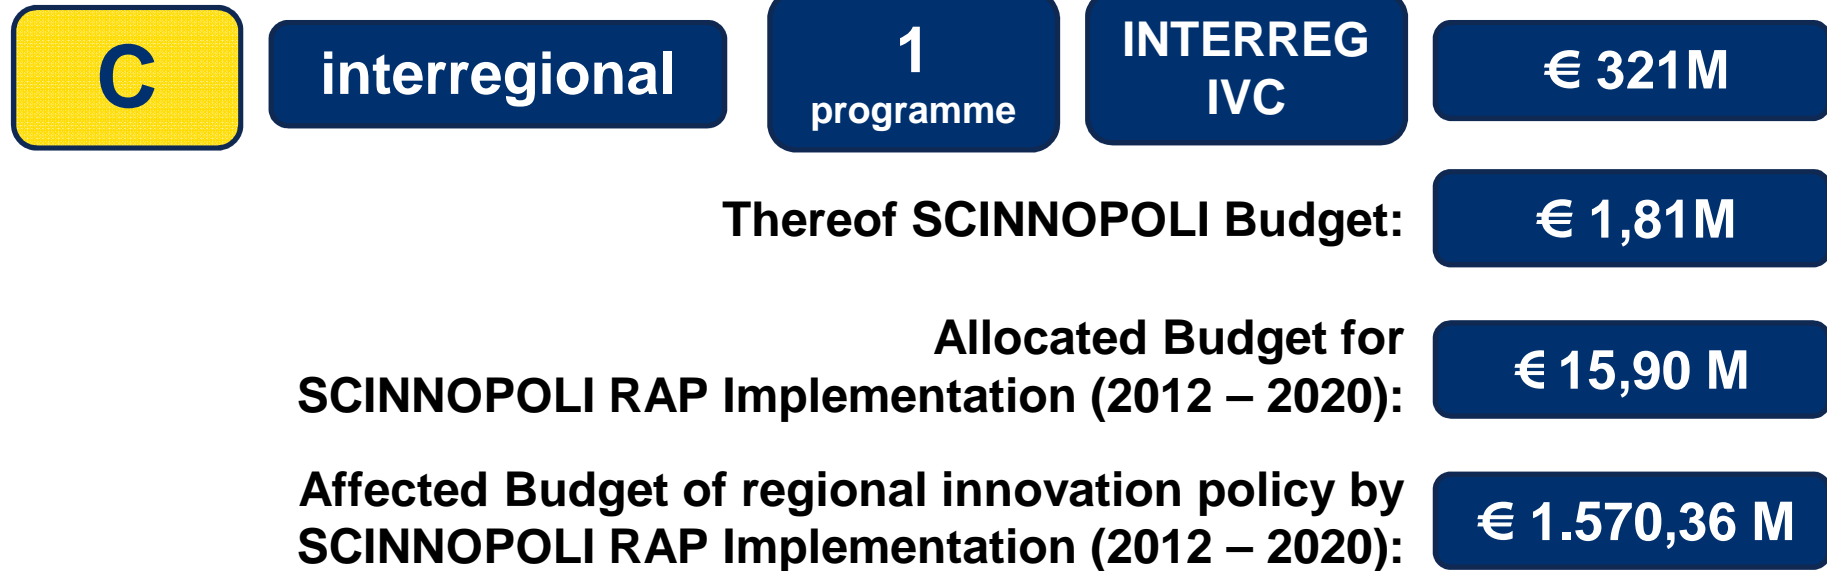 C
interregional
1
programme
INTERREG
IVC
€ 321M
Thereof SCINNOPOLI Budget:
€ 1,81M
Allocated Budget for
SCINNOPOLI RAP Implementation (2012 – 2020):
€ 15,90 M
Affected Budget of regional innovation policy by
SCINNOPOLI RAP Implementation (2012 – 2020):
€ 1.570,36 M